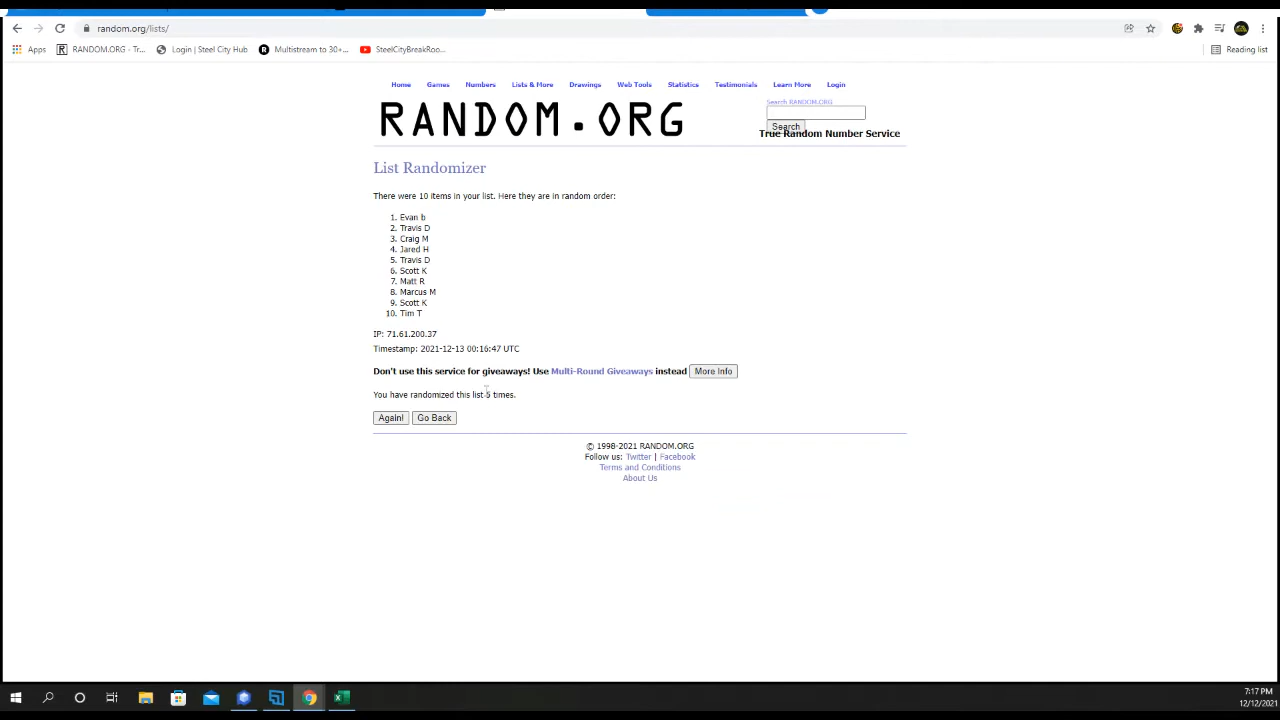 random.org/lists/
Apps RANDOM.ORG - Tr... Login | Steel City Hub Multistream to 30+... SteelCityBreakRoo... Reading list
Home Games Numbers Lists & More Drawings Web Tools Statistics Testimonials Learn More Login
RANDOM.ORG
Search RANDOM.ORG
Search
True Random Number Service
List Randomizer
There were 10 items in your list. Here they are in random order:
1. Evan b
2. Travis D
3. Craig M
4. Jared H
5. Travis D
6. Scott K
7. Matt R
8. Marcus M
9. Scott K
10. Tim T
IP: 71.61.200.37
Timestamp: 2021-12-13 00:16:47 UTC
Don't use this service for giveaways! Use Multi-Round Giveaways instead More Info
You have randomized this list 5 times.
Again! Go Back
© 1998-2021 RANDOM.ORG
Follow us: Twitter | Facebook
Terms and Conditions
About Us
7:17 PM
12/12/2021